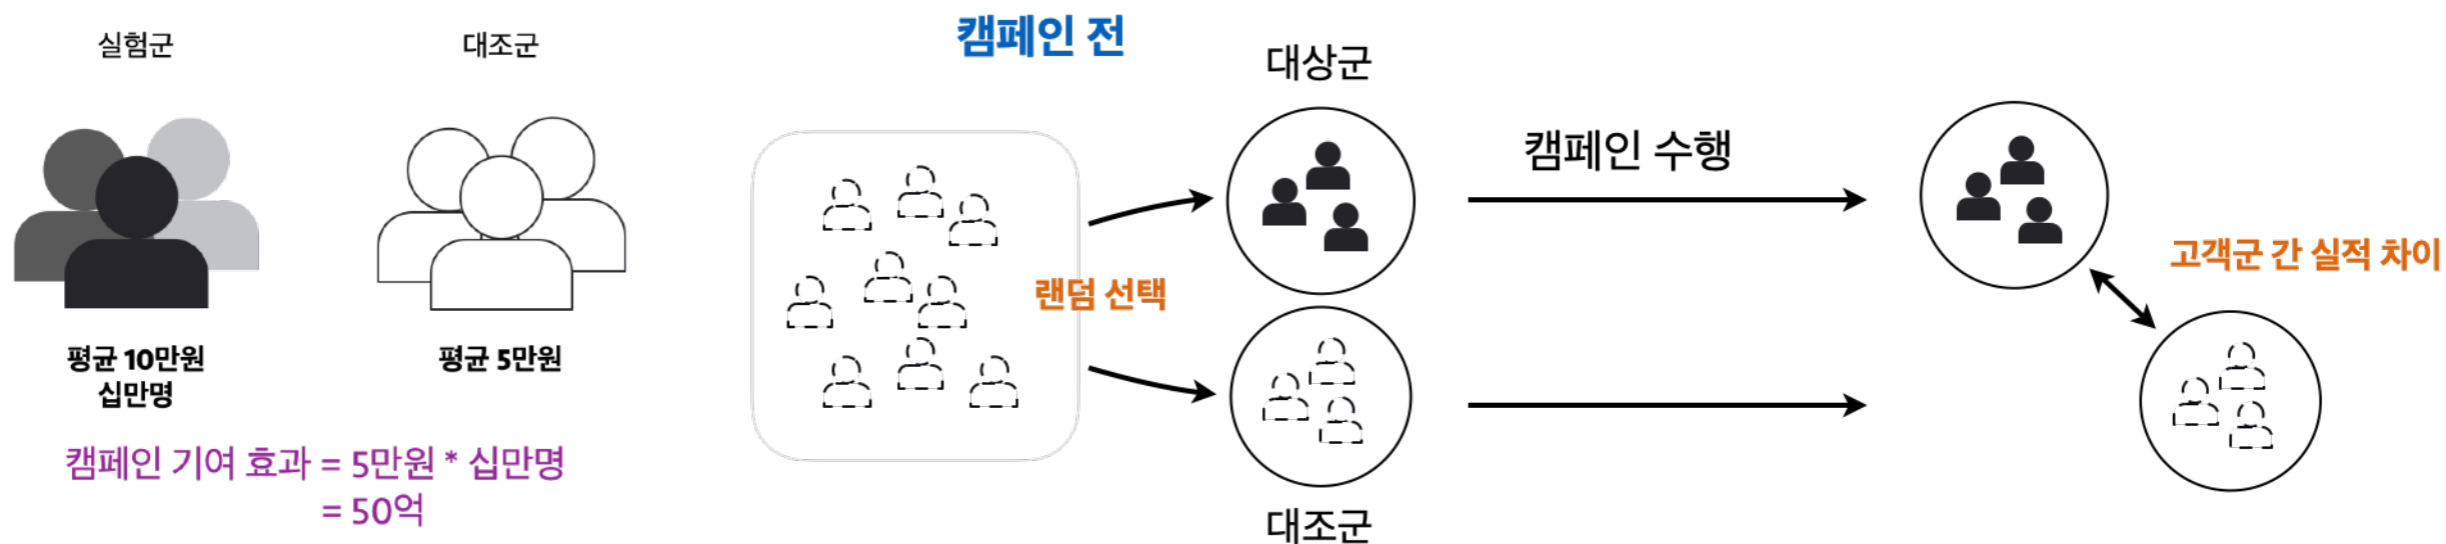 실험군
대조군
평균 10만원
십만명
평균 5만원
캠페인 기여 효과 = 5만원 * 십만명
= 50억
캠페인 전
랜덤 선택
대상군
대조군
캠페인 수행
고객군 간 실적 차이